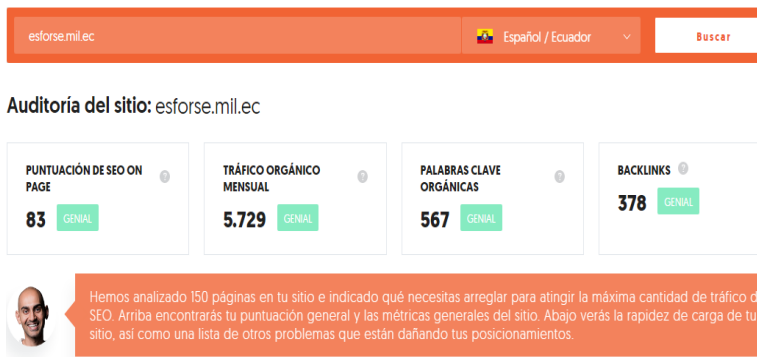 esforse.mil.ec
Español / Ecuador
Buscar
Auditoría del sitio: esforse.mil.ec
PUNTUACIÓN DE SEO ON
PAGE
83 GENIAL
TRÁFICO ORGÁNICO
MENSUAL
5.729 GENIAL
PALABRAS CLAVE
ORGÁNICAS
567 GENIAL
BACKLINKS
378 GENIAL
Hemos analizado 150 páginas en tu sitio e indicado qué necesitas arreglar para atingir la máxima cantidad de tráfico d
SEO. Arriba encontrarás tu puntuación general y las métricas generales del sitio. Abajo verás la rapidez de carga de tu
sitio, así como una lista de otros problemas que están dañando tus posicionamientos.